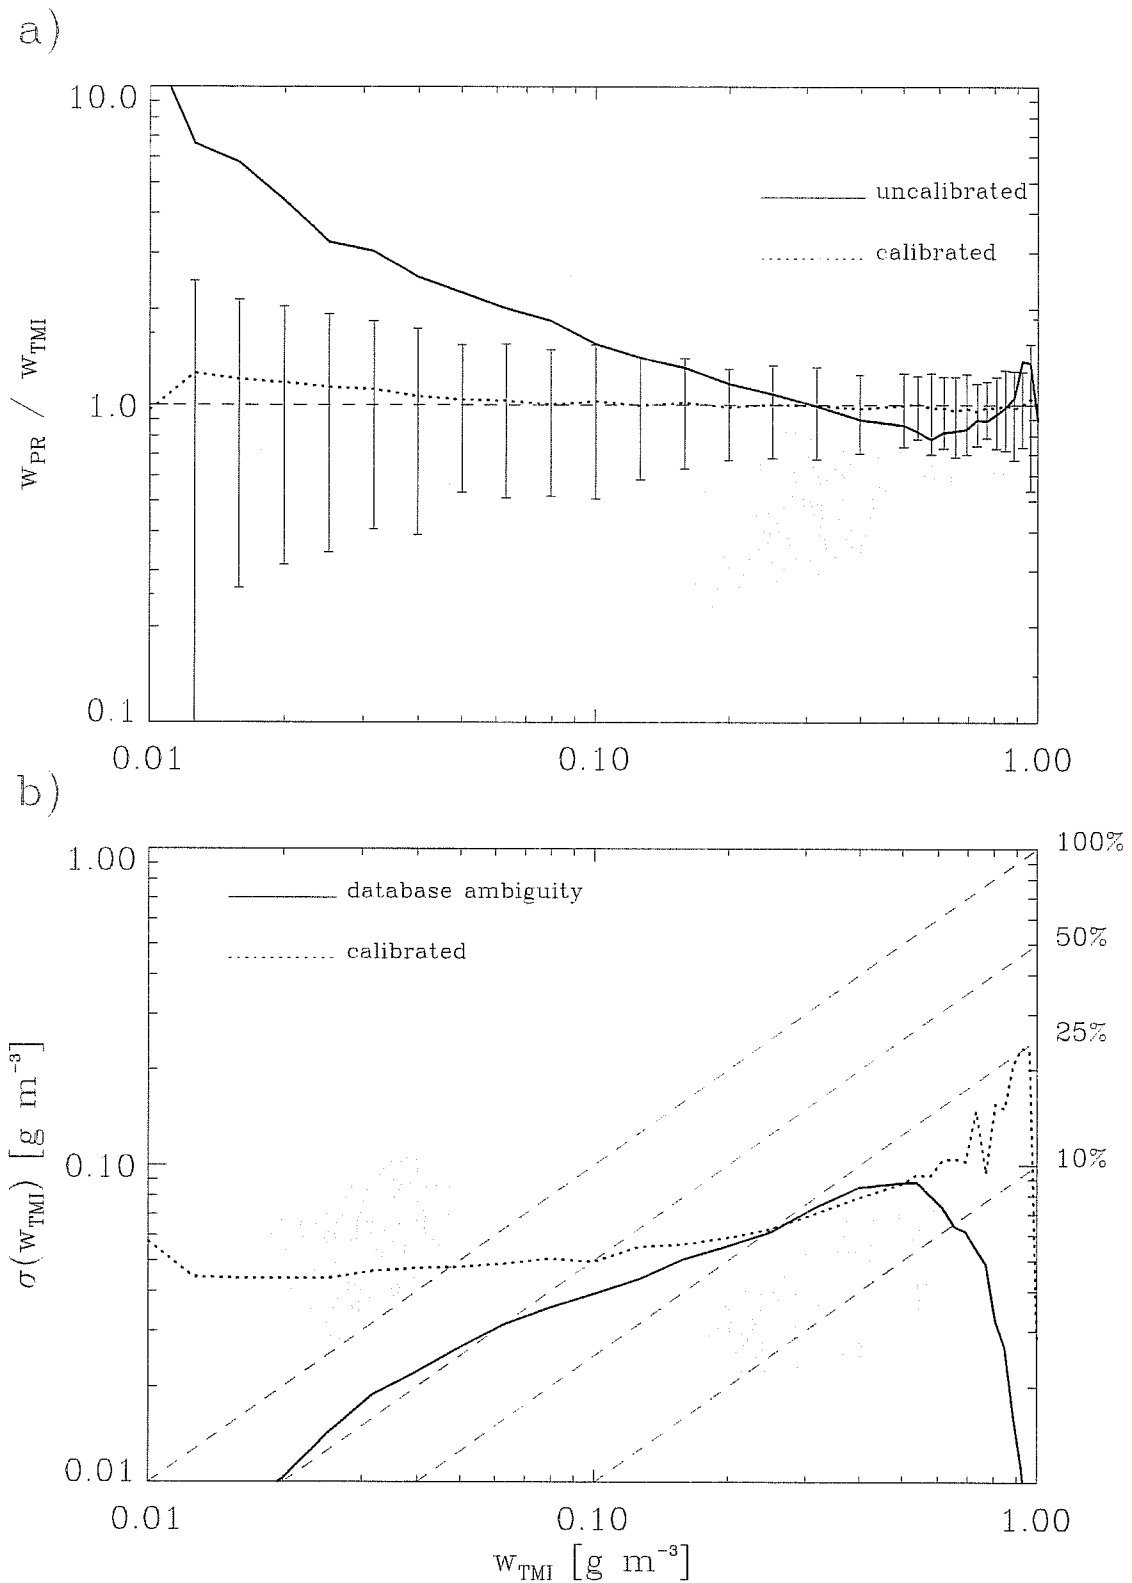 a)
10.0
uncalibrated
calibrated
w_PR / w_TMI
1.0
0.1
0.01 0.10 1.00
b)
100%
1.00
database ambiguity
50%
calibrated
25%
σ(w_TMI) [g m⁻³]
0.10
10%
0.01
0.01 0.10 1.00
w_TMI [g m⁻³]